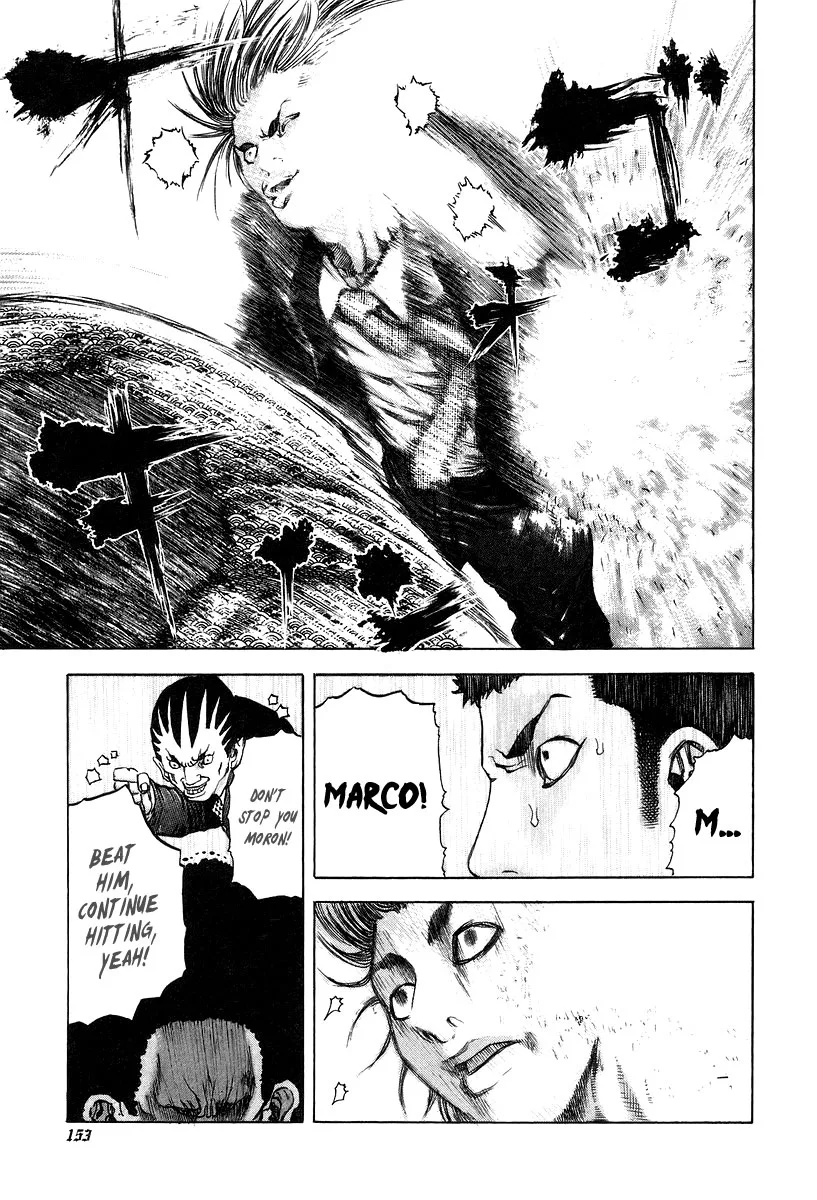 M...
MARCO!
DON'T
STOP YOU
MORON!
BEAT
HIM,
CONTINUE
HITTING,
YEAH!
153